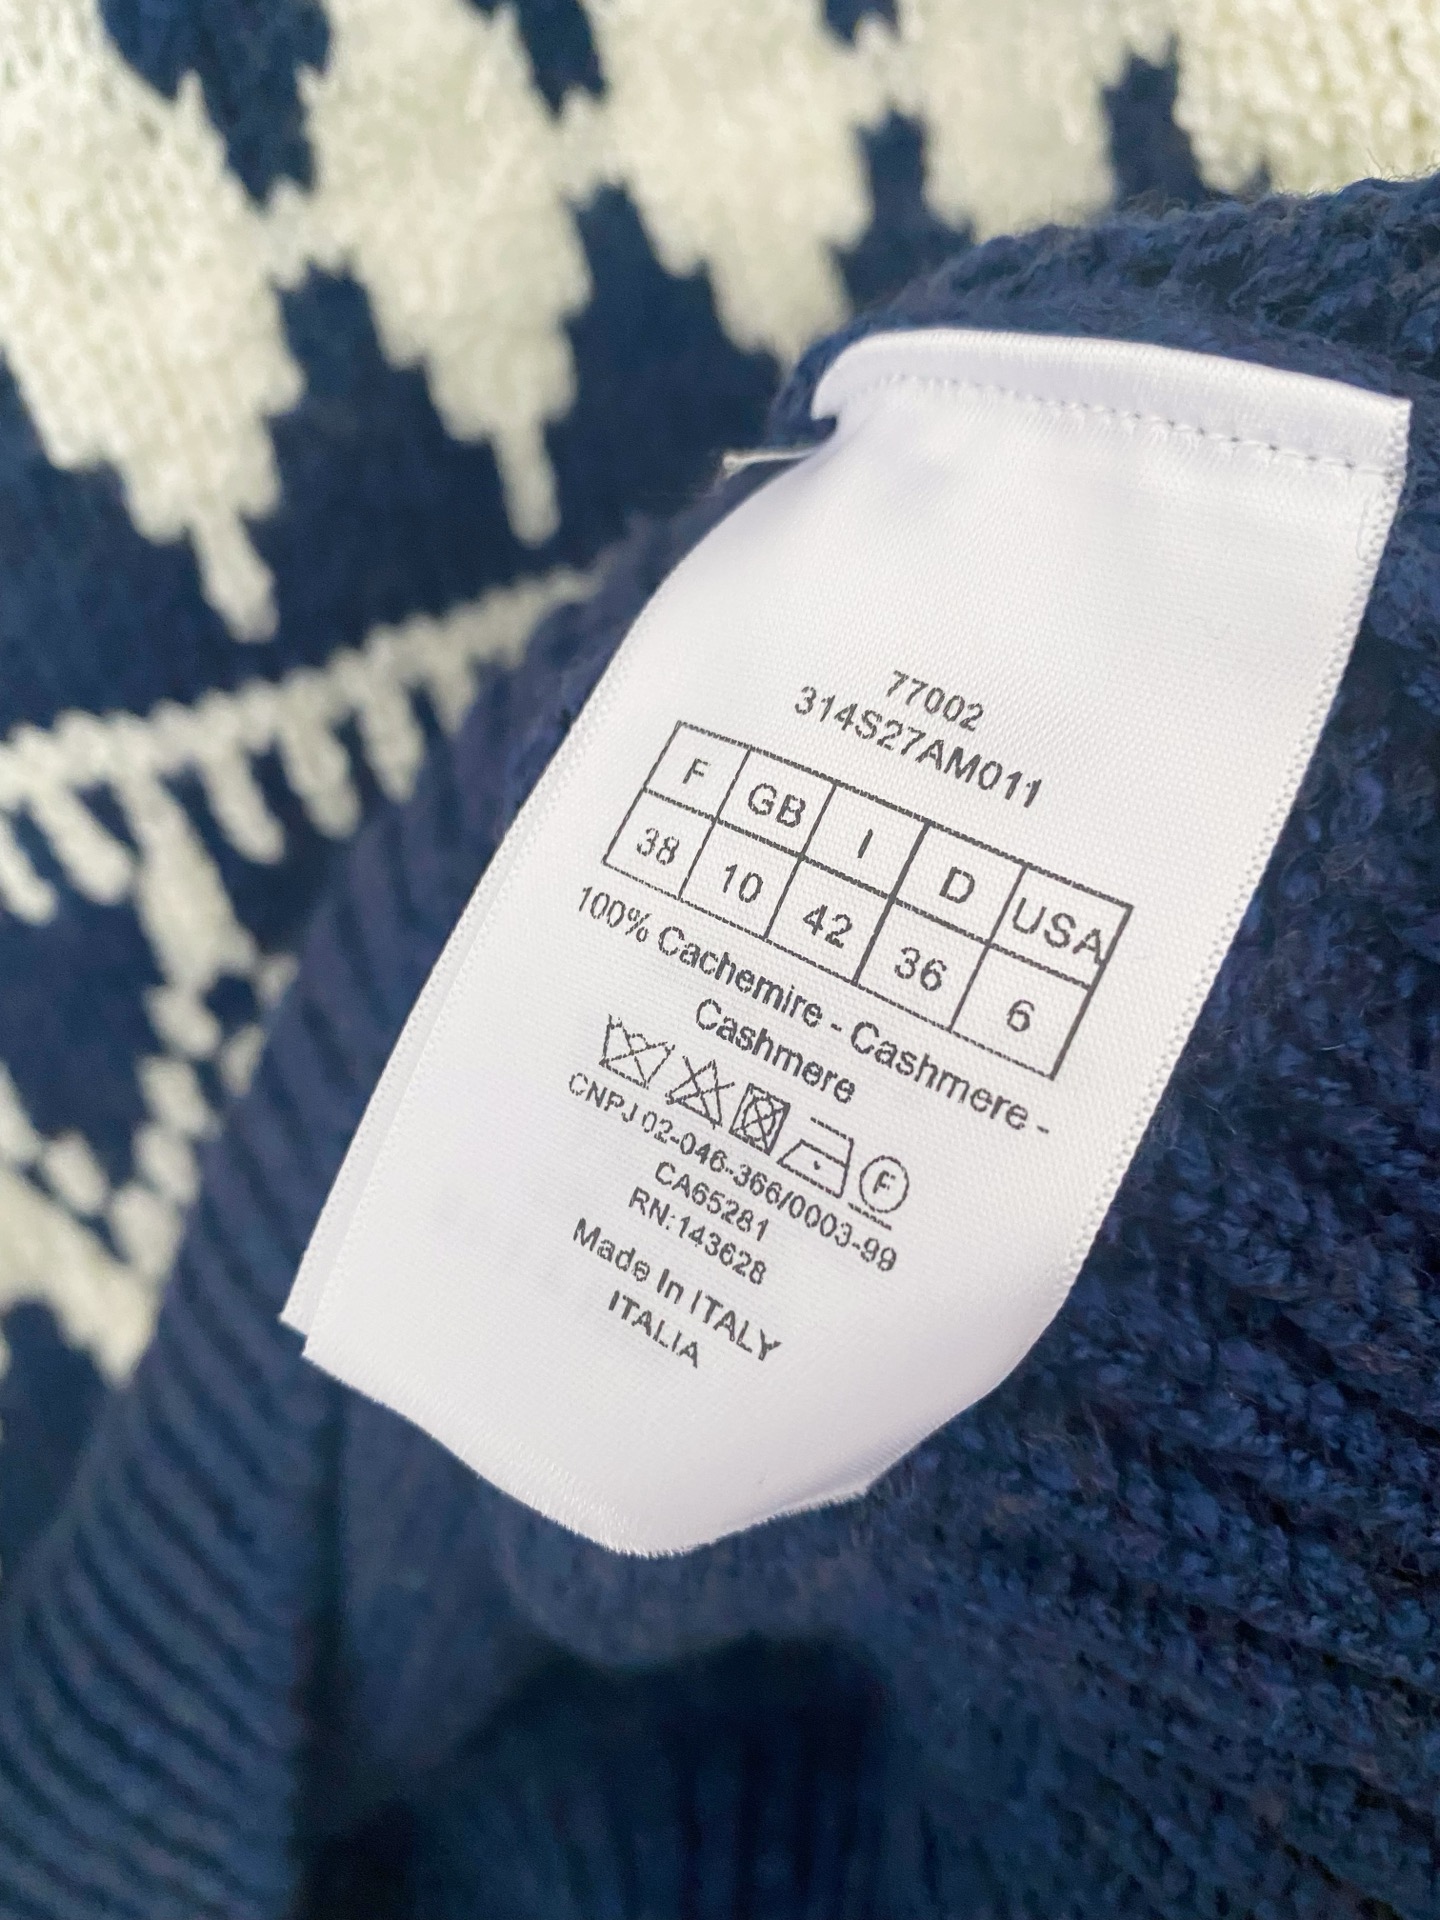 77002
314S27AM011
F GB I D USA
38 10 42 36 6
100% Cachemire - Cashmere -
Cashmere
F
CNPJ 02-046-366/0003-99
CA65281
RN:143628
Made In ITALY
ITALIA